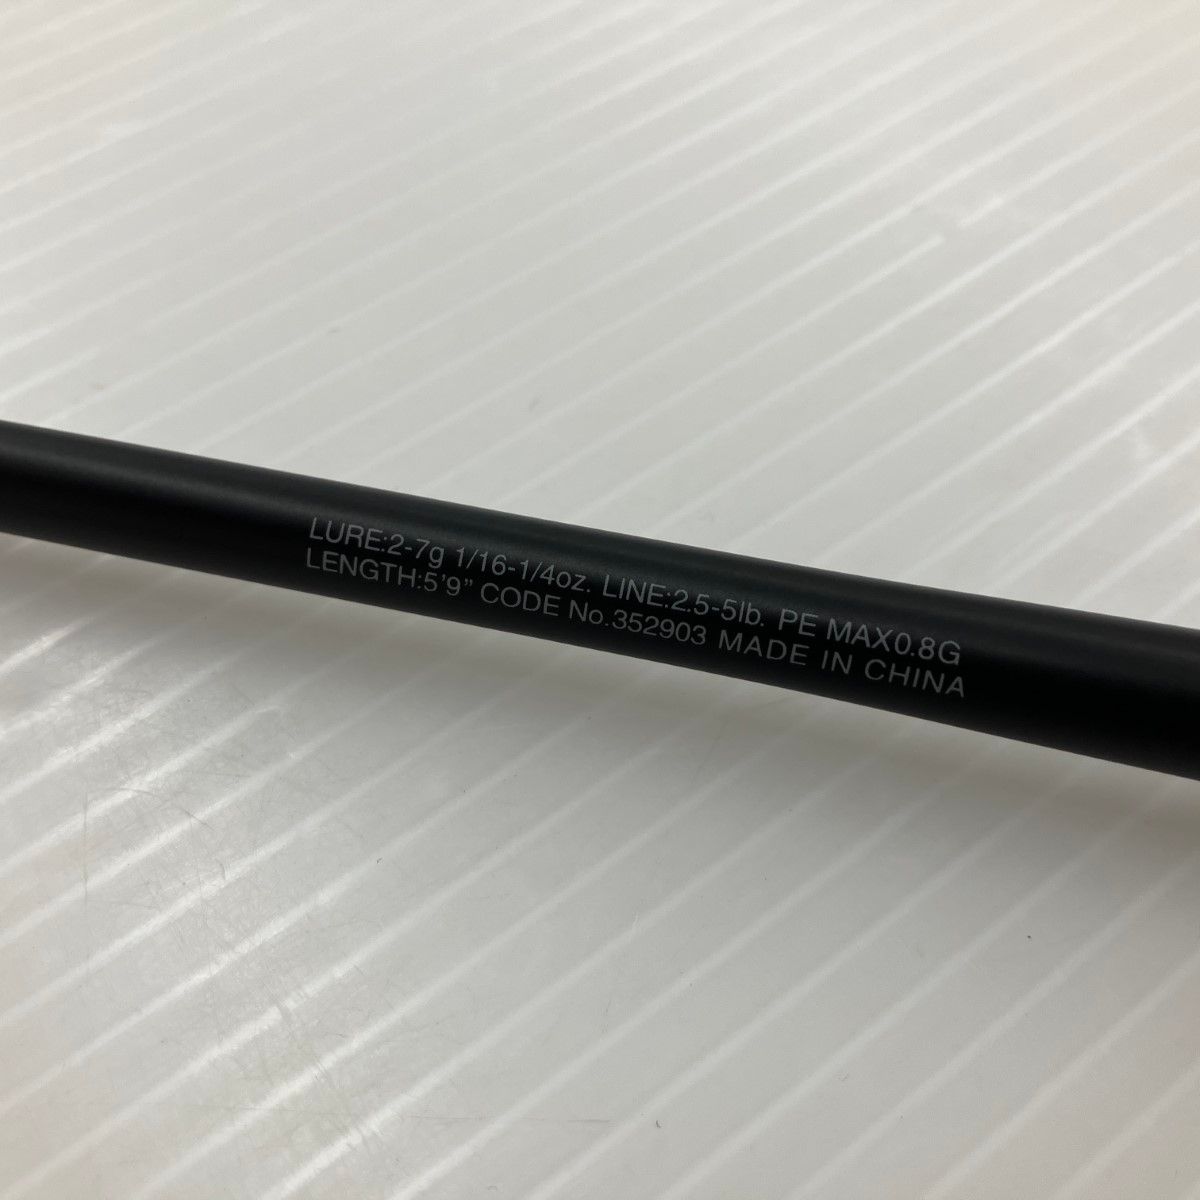 LURE:2-7g 1/16-1/4oz. LINE:2.5-5lb. PE MAX0.8G
LENGTH:5'9" CODE No.352903 MADE IN CHINA